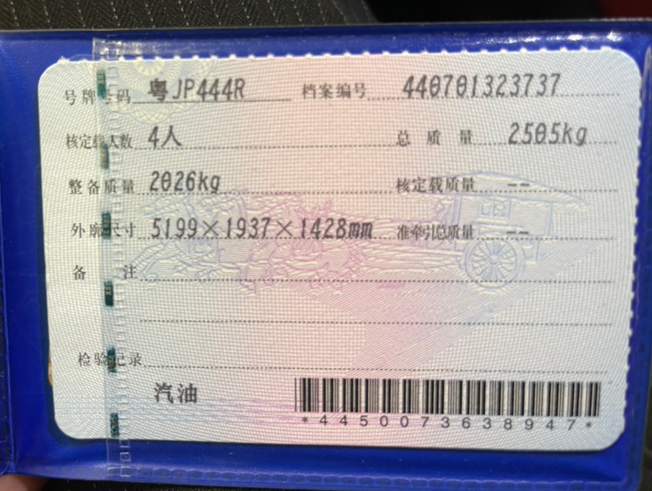 号牌号码 粤JP444R 档案编号 440701323737
核定载人数 4人 总质量 2505kg
整备质量 2026kg 核定载质量 --
外廓尺寸 5199×1937×1428mm 准牵引总质量 --
备注
检验记录
汽油
*4450073638947*